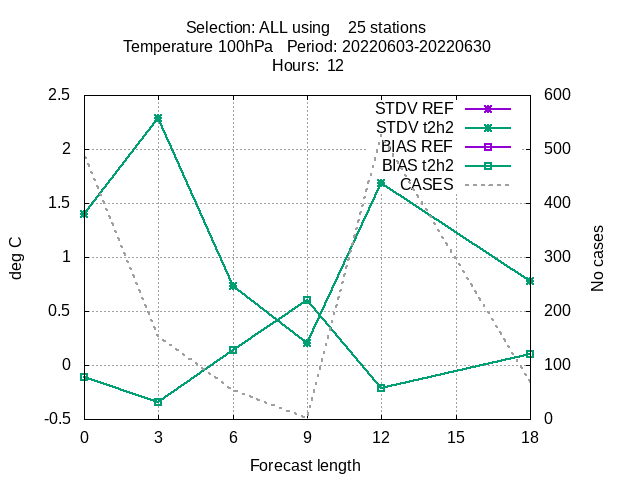 Selection: ALL using    25 stations
Temperature 100hPa   Period: 20220603-20220630
Hours:  12
2.5
2
1.5
1
0.5
0
-0.5
deg C
600
500
400
300
200
100
0
No cases
STDV REF
STDV t2h2
BIAS REF
BIAS t2h2
CASES
0 3 6 9 12 15 18
Forecast length